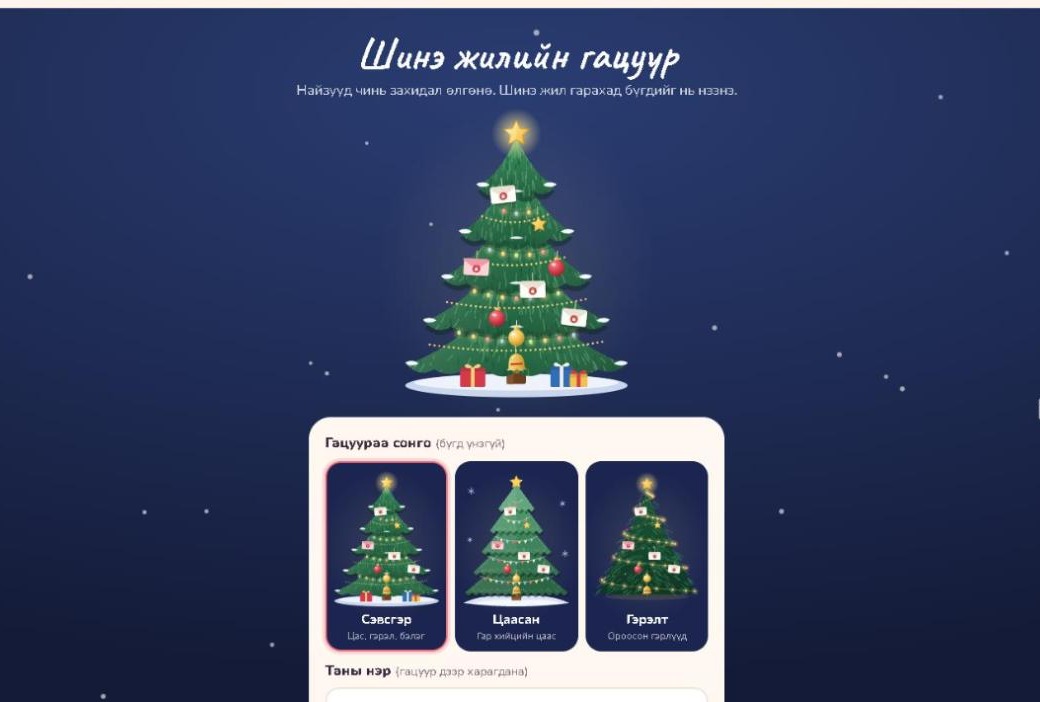 Шинэ жилийн гацуур
Найзууд чинь захидал өлгөнө. Шинэ жил гарахад бүгдийг нь нээнэ.
Гацуураа сонго (бүгд үнэгүй)
Сэвсгэр
Цас, гэрэл, бэлэг
Цаасан
Гар хийцийн цаас
Гэрэлт
Ороосон гэрлүүд
Таны нэр (гацуур дээр харагдана)